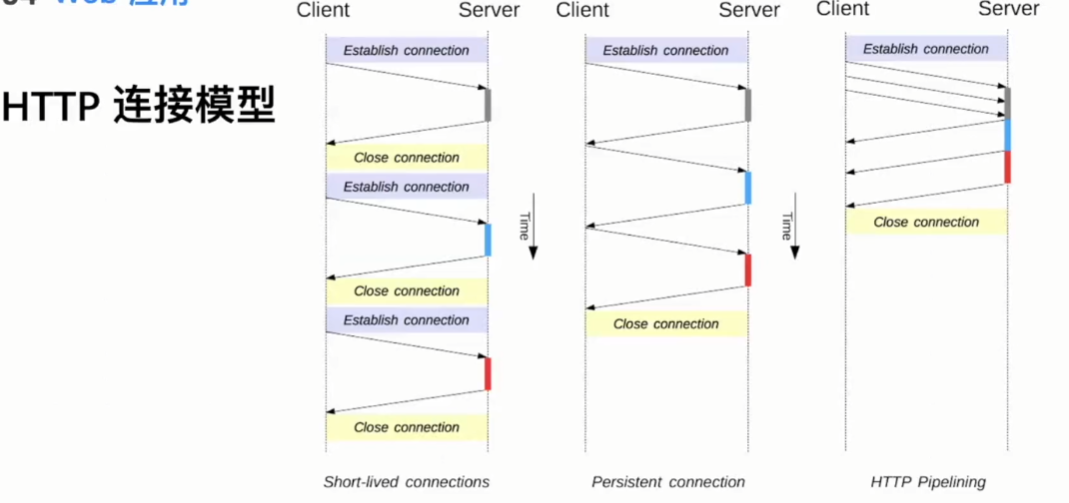 Web 应用
HTTP 连接模型
Client Server
Establish connection
Close connection
Establish connection
Close connection
Establish connection
Close connection
Short-lived connections
Time
Client Server
Establish connection
Close connection
Persistent connection
Time
Client Server
Establish connection
Close connection
HTTP Pipelining